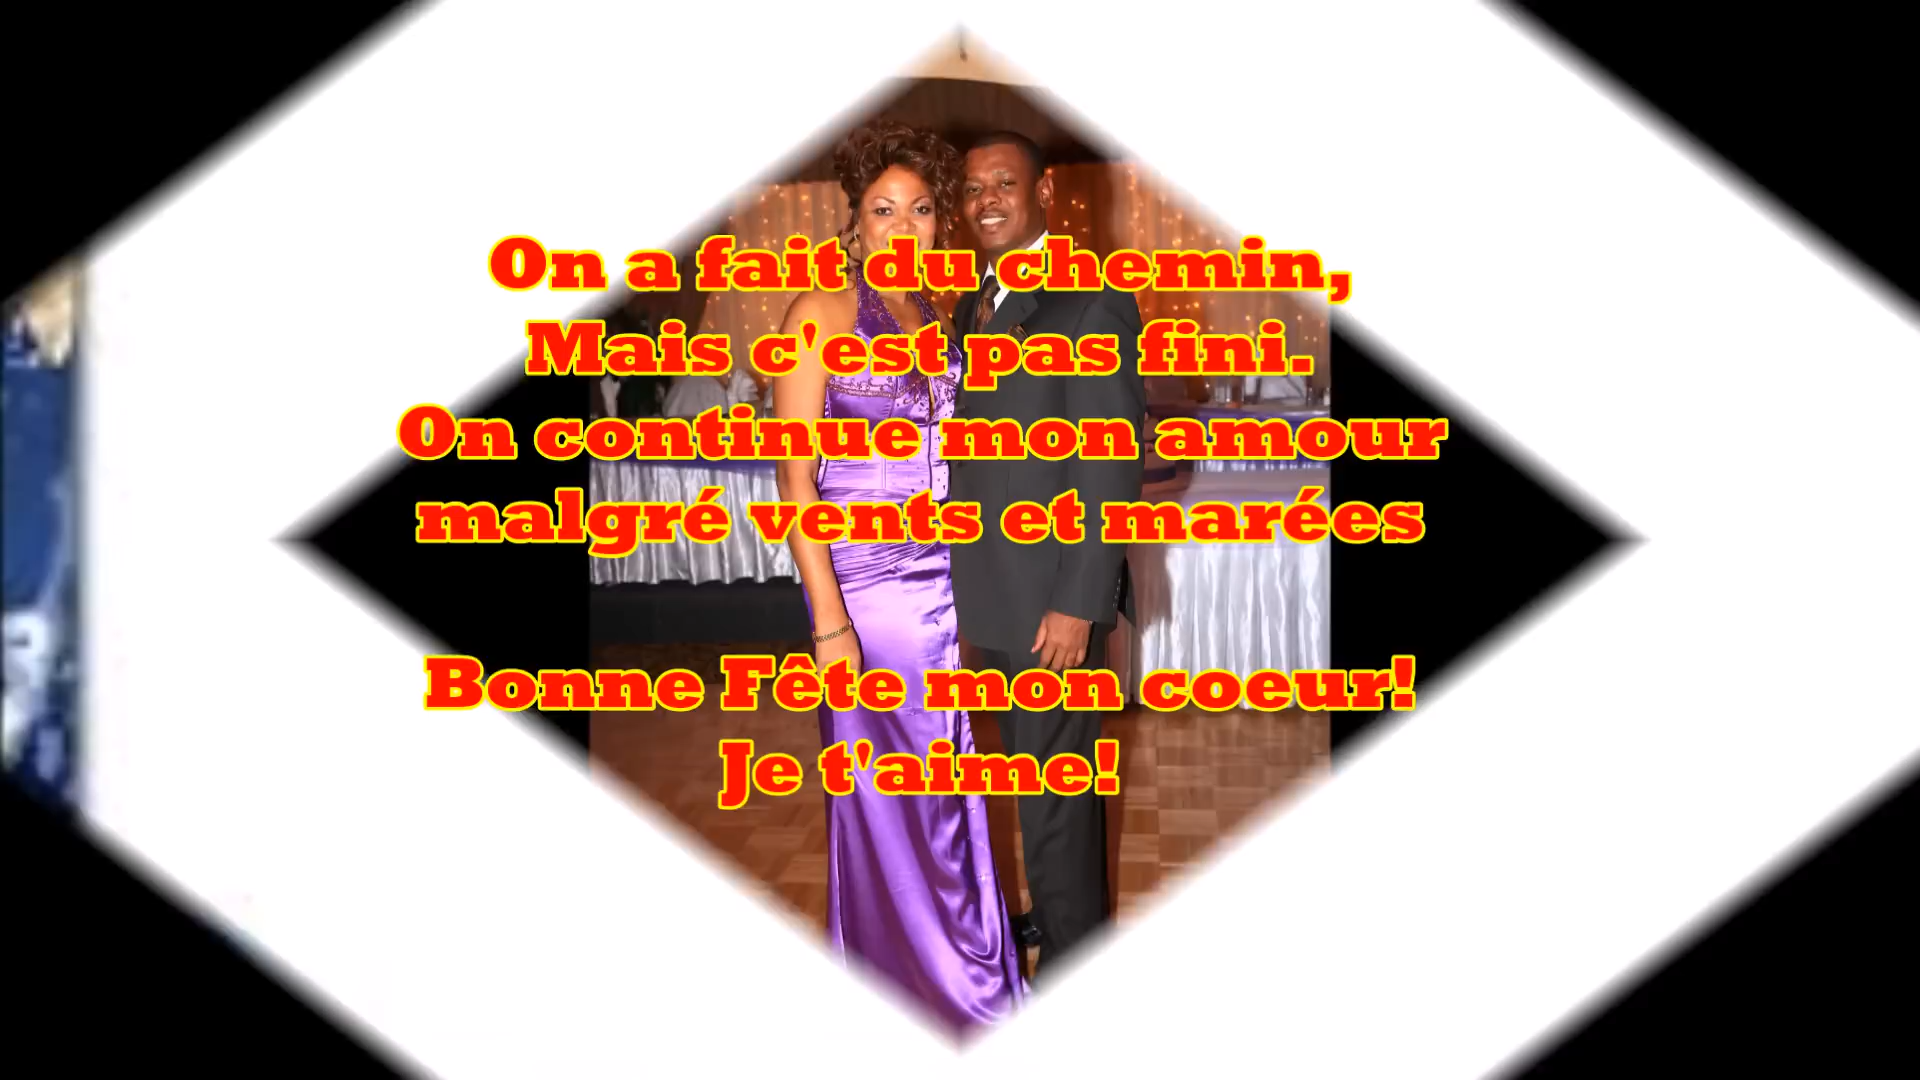 On a fait du chemin,
Mais c'est pas fini.
On continue mon amour
malgré vents et marées
Bonne Fête mon coeur!
Je t'aime!